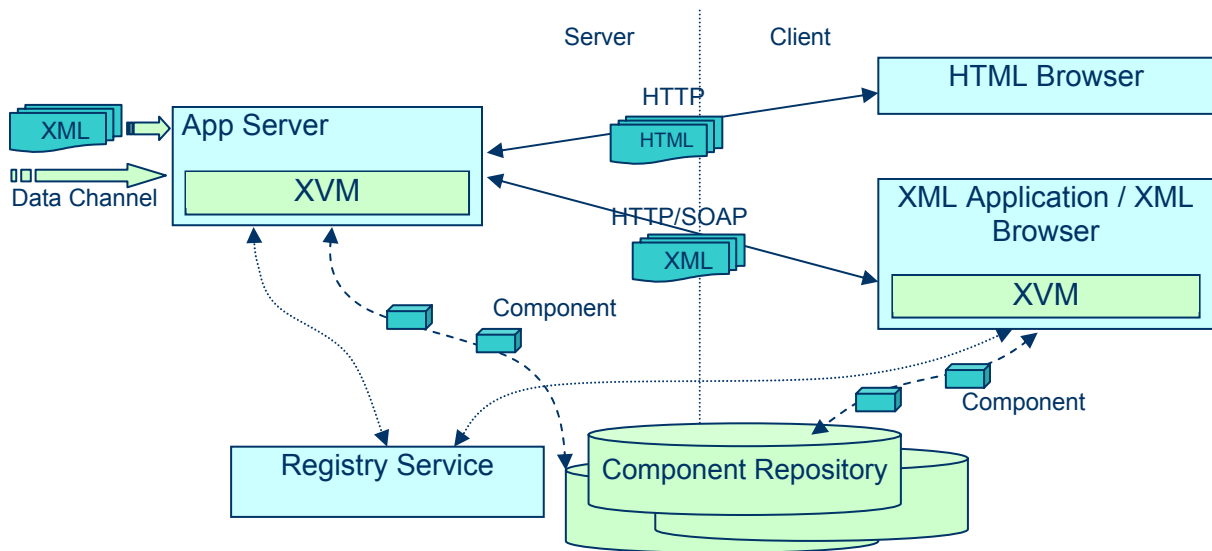 Server
Client
HTML Browser
HTTP
HTML
XML
App Server
XVM
Data Channel
HTTP/SOAP
XML
XML Application / XML
Browser
XVM
Component
Component
Registry Service
Component Repository